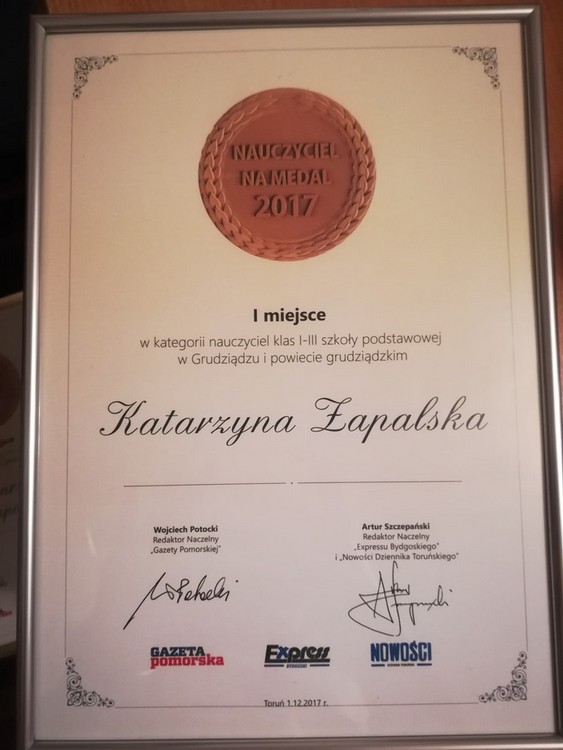 NAUCZYCIEL
NA MEDAL
2017
I miejsce
w kategorii nauczyciel klas I-III szkoły podstawowej
w Grudziądzu i powiecie grudziądzkim
Katarzyna Zapalska
Wojciech Potocki
Redaktor Naczelny
„Gazety Pomorskiej”
Artur Szczepański
Redaktor Naczelny
„Expressu Bydgoskiego”
i „Nowości Dziennika Toruńskiego”
GAZETA
pomorska
Express
BYDGOSKI
NOWOŚCI
Toruń 1.12.2017 r.